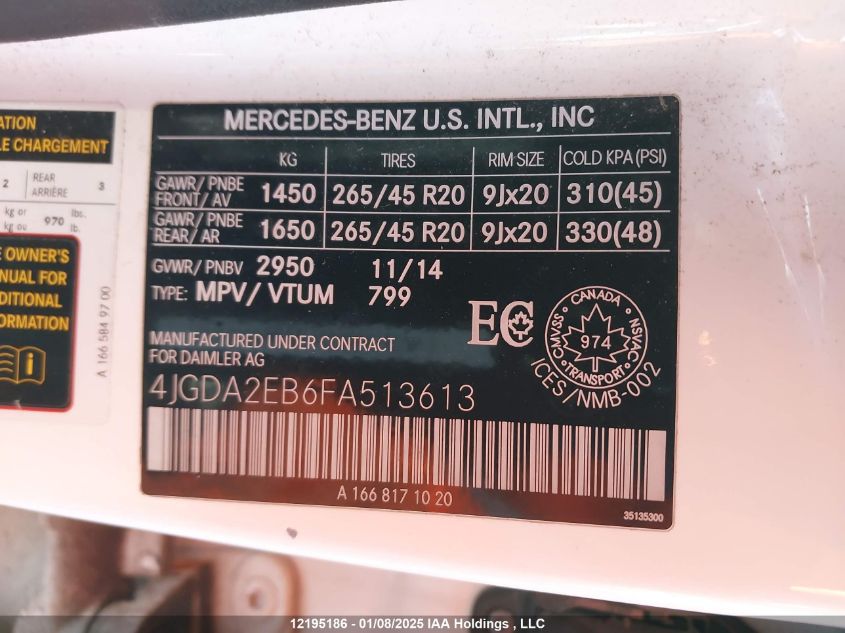 ATION
LE CHARGEMENT
2 REAR ARRIÈRE 3
kg or 970 lbs.
kg ou lb.
E OWNER'S
NUAL FOR
DITIONAL
FORMATION
A 166 584 97 00
MERCEDES-BENZ U.S. INTL., INC
KG TIRES RIM SIZE COLD KPA(PSI)
GAWR/ PNBE FRONT/ AV 1450 265/45 R20 9Jx20 310(45)
GAWR/ PNBE REAR/ AR 1650 265/45 R20 9Jx20 330(48)
GVWR/ PNBV 2950 11/14
TYPE: MPV/ VTUM 799
EC
CANADA
CMVSS 974 NSVAC
TRANSPORT
ICES/NMB-002
MANUFACTURED UNDER CONTRACT
FOR DAIMLER AG
4JGDA2EB6FA513613
A 166 817 10 20
35135300
12195186 - 01/08/2025 IAA Holdings , LLC